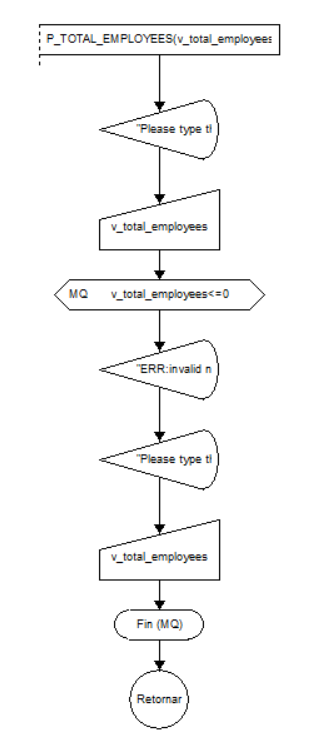 P_TOTAL_EMPLOYEES(v_total_employees
"Please type tl
v_total_employees
MQ v_total_employees<=0
"ERR:invalid n
"Please type tl
v_total_employees
Fin (MQ)
Retornar